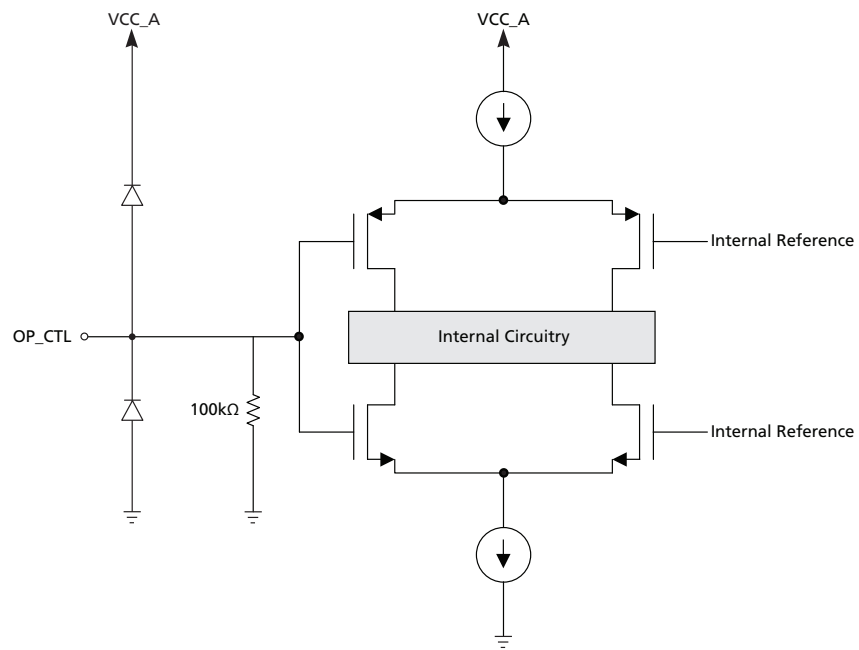 VCC_A
VCC_A
Internal Reference
OP_CTL
Internal Circuitry
100kΩ
Internal Reference